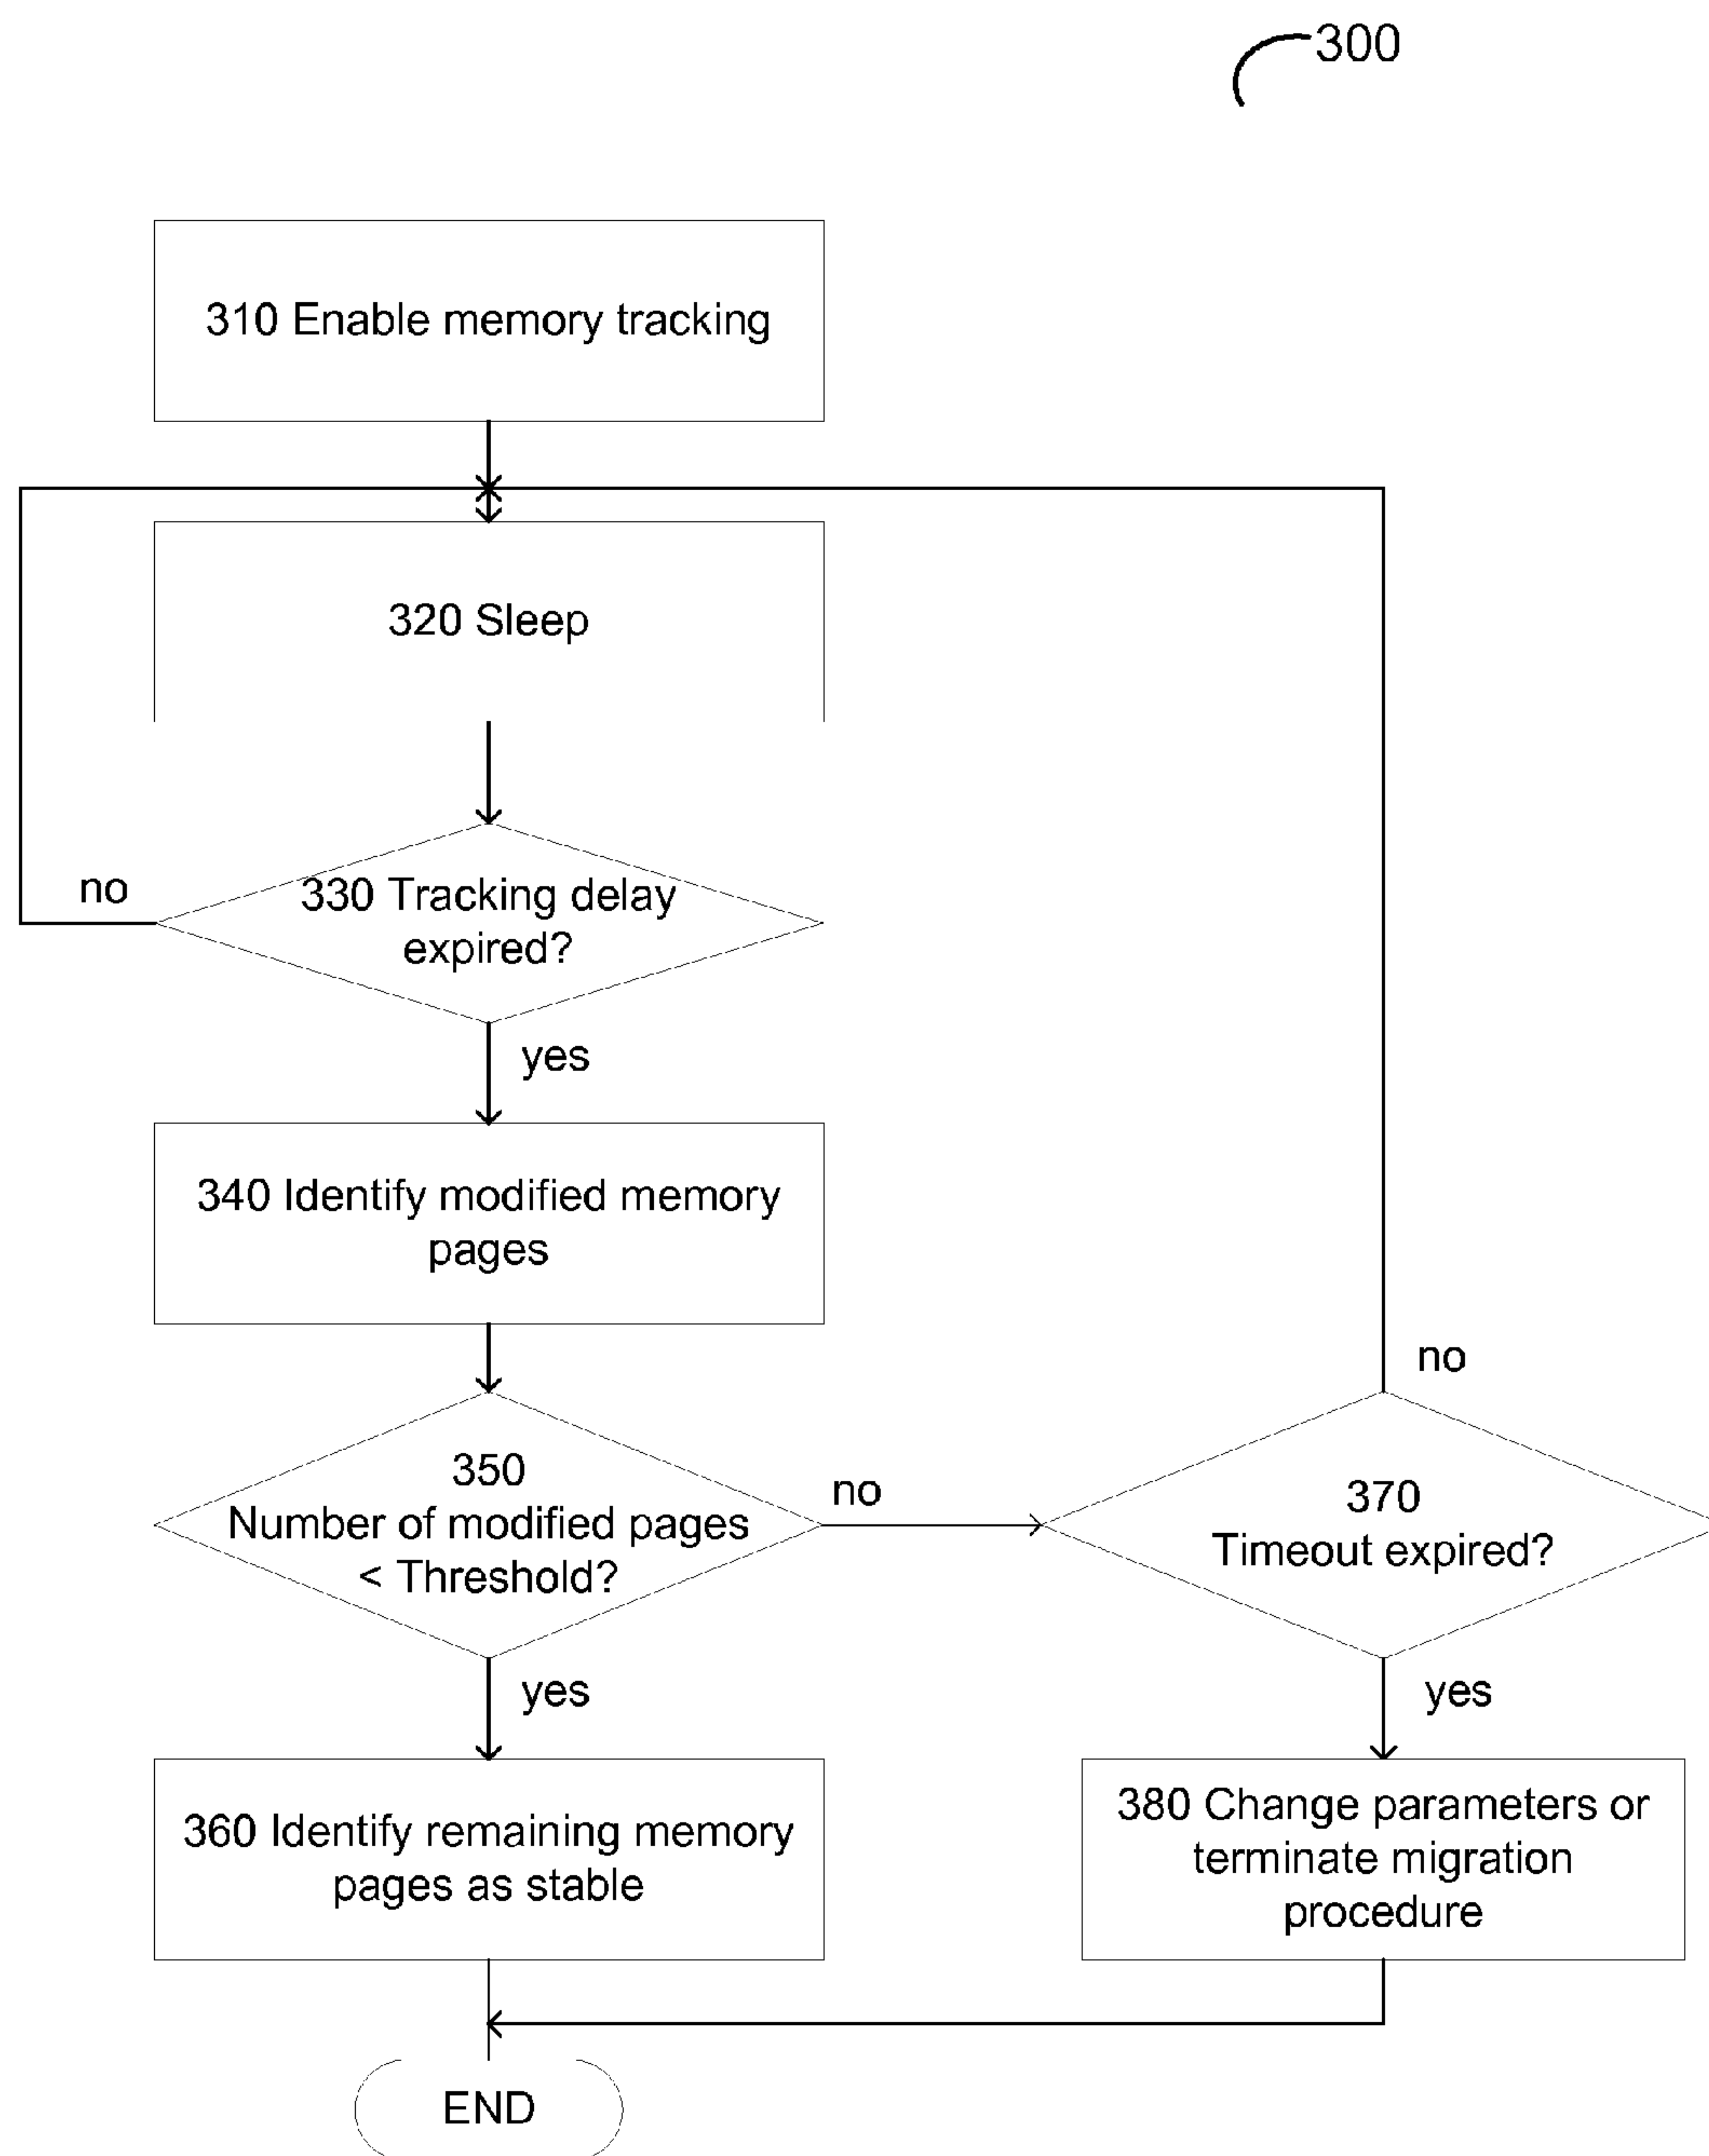 300
310 Enable memory tracking
320 Sleep
no
330 Tracking delay
expired?
yes
340 Identify modified memory
pages
350
Number of modified pages
< Threshold?
no
no
370
Timeout expired?
yes
yes
360 Identify remaining memory
pages as stable
380 Change parameters or
terminate migration
procedure
END